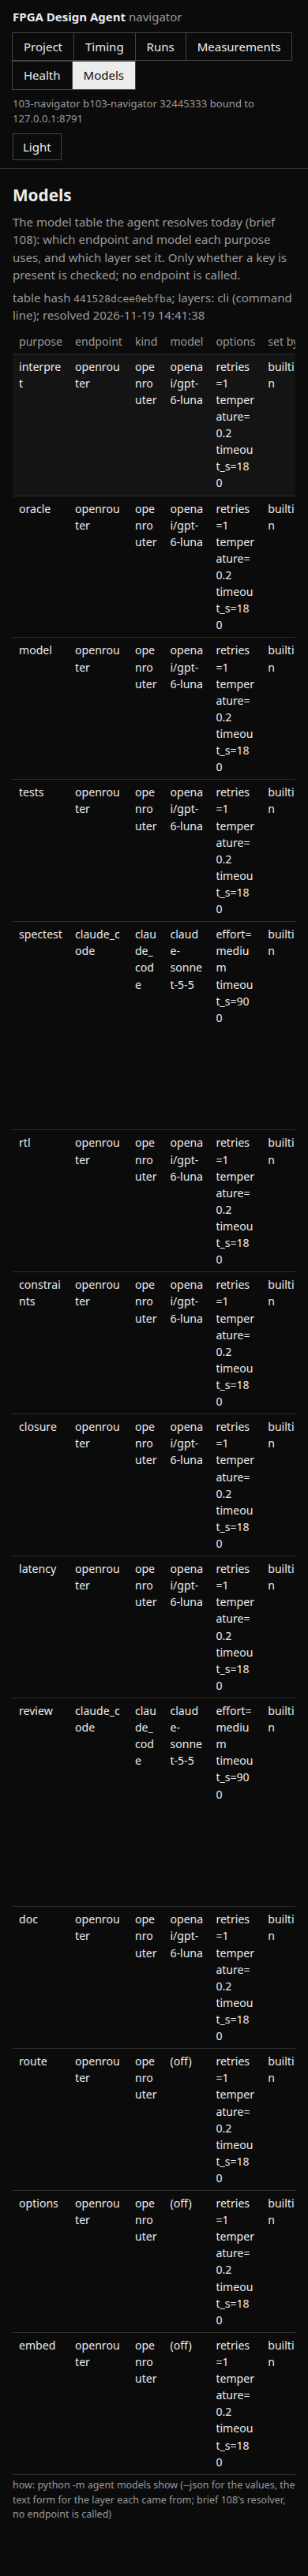 FPGA Design Agent navigator
Project Timing Runs Measurements
Health Models
103-navigator b103-navigator 32445333 bound to
127.0.0.1:8791
Light
Models
The model table the agent resolves today (brief
108): which endpoint and model each purpose
uses, and which layer set it. Only whether a key is
present is checked; no endpoint is called.
table hash 441528dcee0ebfba; layers: cli (command
line); resolved 2026-11-19 14:41:38
purpose endpoint kind model options set by
interpre openrou ope opena retries builti
t ter nro i/gpt- =1 n
uter 6-luna temper
ature=
0.2
timeou
t_s=18
0
oracle openrou ope opena retries builti
ter nro i/gpt- =1 n
uter 6-luna temper
ature=
0.2
timeou
t_s=18
0
model openrou ope opena retries builti
ter nro i/gpt- =1 n
uter 6-luna temper
ature=
0.2
timeou
t_s=18
0
tests openrou ope opena retries builti
ter nro i/gpt- =1 n
uter 6-luna temper
ature=
0.2
timeou
t_s=18
0
spectest claude_c clau claud effort= builti
ode de_ e- mediu n
cod sonne m
e t-5-5 timeou
t_s=90
0
rtl openrou ope opena retries builti
ter nro i/gpt- =1 n
uter 6-luna temper
ature=
0.2
timeou
t_s=18
0
constrai openrou ope opena retries builti
nts ter nro i/gpt- =1 n
uter 6-luna temper
ature=
0.2
timeou
t_s=18
0
closure openrou ope opena retries builti
ter nro i/gpt- =1 n
uter 6-luna temper
ature=
0.2
timeou
t_s=18
0
latency openrou ope opena retries builti
ter nro i/gpt- =1 n
uter 6-luna temper
ature=
0.2
timeou
t_s=18
0
review claude_c clau claud effort= builti
ode de_ e- mediu n
cod sonne m
e t-5-5 timeou
t_s=90
0
doc openrou ope opena retries builti
ter nro i/gpt- =1 n
uter 6-luna temper
ature=
0.2
timeou
t_s=18
0
route openrou ope (off) retries builti
ter nro =1 n
uter temper
ature=
0.2
timeou
t_s=18
0
options openrou ope (off) retries builti
ter nro =1 n
uter temper
ature=
0.2
timeou
t_s=18
0
embed openrou ope (off) retries builti
ter nro =1 n
uter temper
ature=
0.2
timeou
t_s=18
0
how: python -m agent models show (--json for the values, the
text form for the layer each came from; brief 108's resolver,
no endpoint is called)